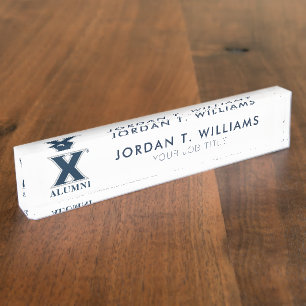 JORDAN T. WILLIAMS
YOUR JOB TITLE
X
ALUMNI